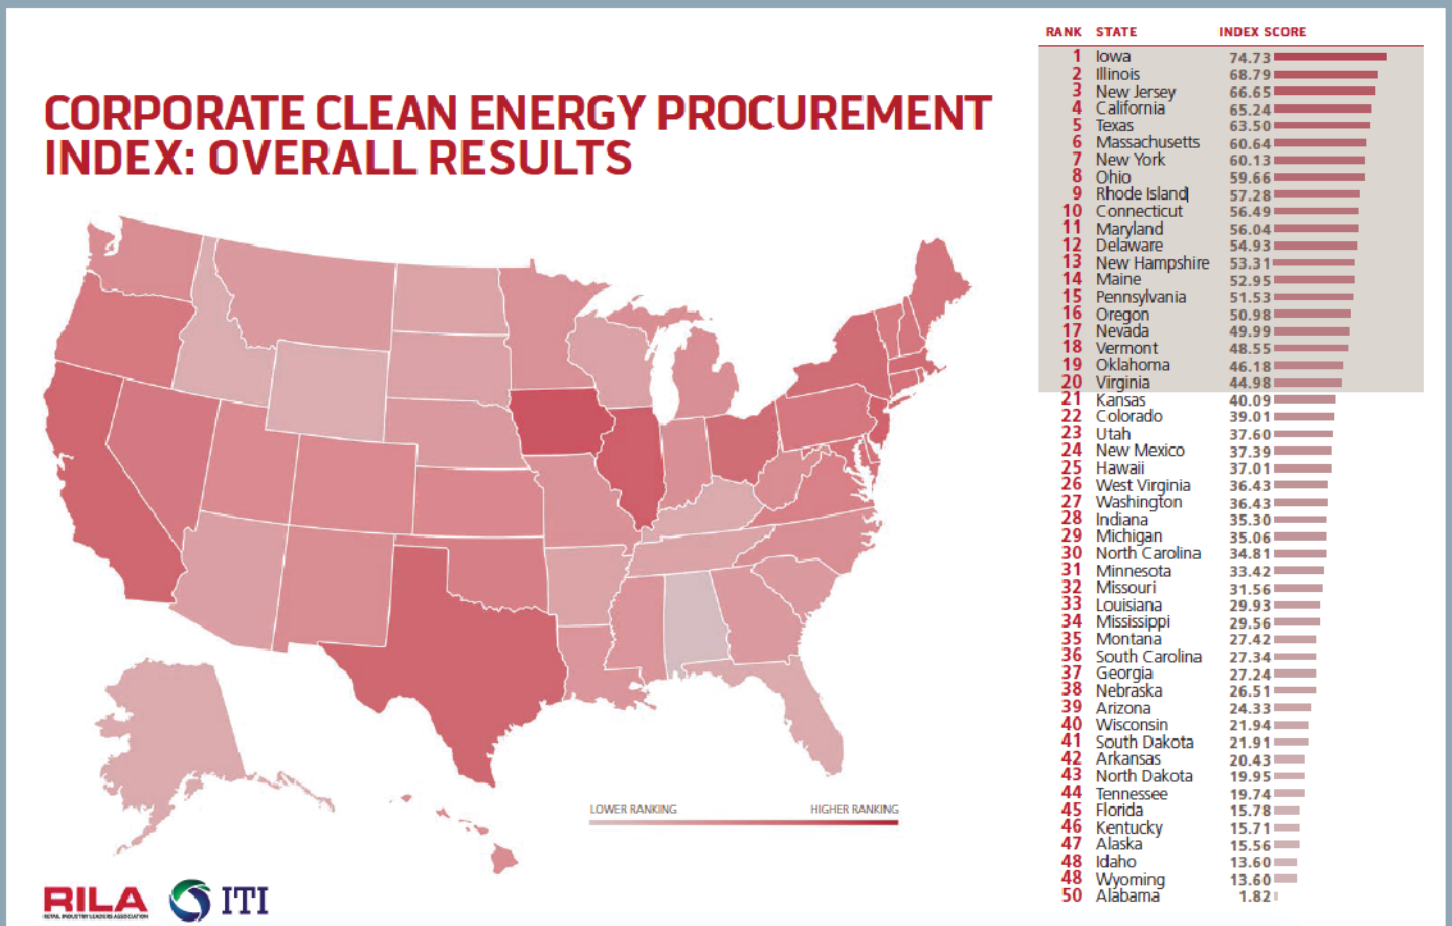 CORPORATE CLEAN ENERGY PROCUREMENT
INDEX: OVERALL RESULTS
RANK STATE INDEX SCORE
1 Iowa 74.73
2 Illinois 68.79
3 New Jersey 66.65
4 California 65.24
5 Texas 63.50
6 Massachusetts 60.64
7 New York 60.13
8 Ohio 59.66
9 Rhode Island 57.28
10 Connecticut 56.49
11 Maryland 56.04
12 Delaware 54.93
13 New Hampshire 53.31
14 Maine 52.95
15 Pennsylvania 51.53
16 Oregon 50.98
17 Nevada 49.99
18 Vermont 48.55
19 Oklahoma 46.18
20 Virginia 44.98
21 Kansas 40.09
22 Colorado 39.01
23 Utah 37.60
24 New Mexico 37.39
25 Hawaii 37.01
26 West Virginia 36.43
27 Washington 36.43
28 Indiana 35.30
29 Michigan 35.06
30 North Carolina 34.81
31 Minnesota 33.42
32 Missouri 31.56
33 Louisiana 29.93
34 Mississippi 29.56
35 Montana 27.42
36 South Carolina 27.34
37 Georgia 27.24
38 Nebraska 26.51
39 Arizona 24.33
40 Wisconsin 21.94
41 South Dakota 21.91
42 Arkansas 20.43
43 North Dakota 19.95
44 Tennessee 19.74
45 Florida 15.78
46 Kentucky 15.71
47 Alaska 15.56
48 Idaho 13.60
48 Wyoming 13.60
50 Alabama 1.82
LOWER RANKING HIGHER RANKING
RILA
RETAIL INDUSTRY LEADERS ASSOCIATION
ITI